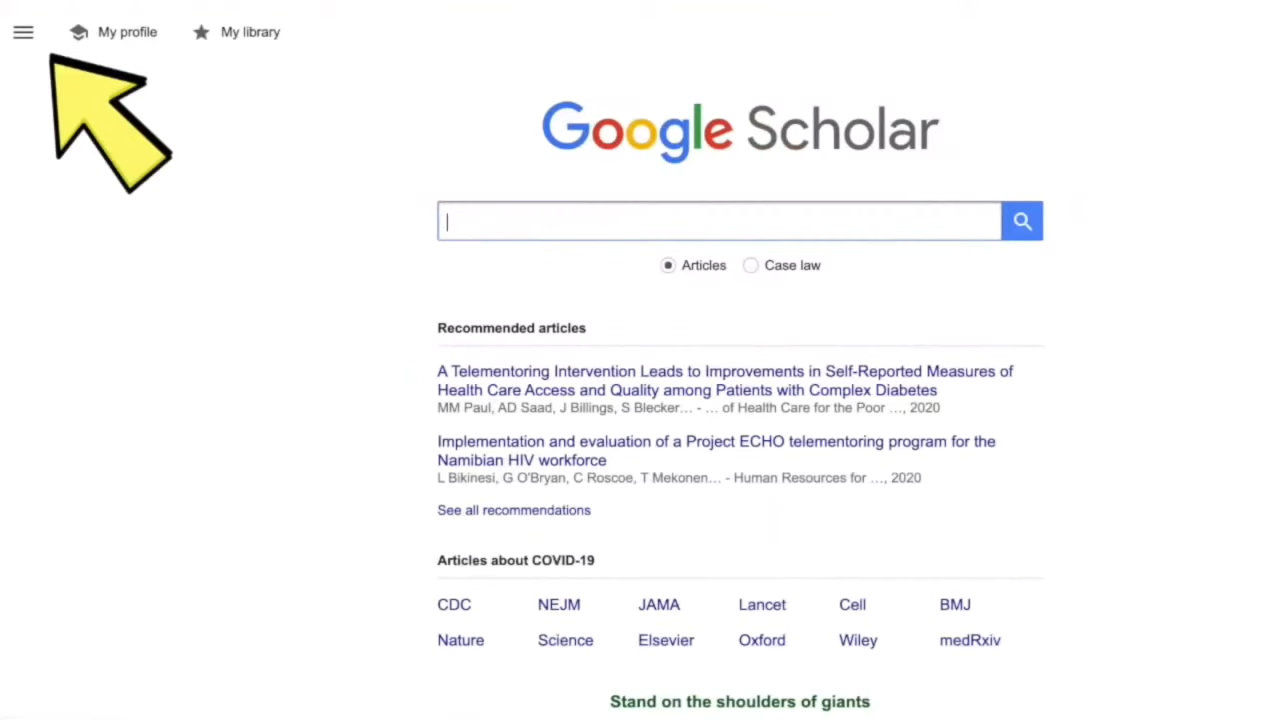 My profile
My library
Google Scholar
Articles
Case law
Recommended articles
A Telementoring Intervention Leads to Improvements in Self-Reported Measures of
Health Care Access and Quality among Patients with Complex Diabetes
MM Paul, AD Saad, J Billings, S Blecker... - ... of Health Care for the Poor ..., 2020
Implementation and evaluation of a Project ECHO telementoring program for the
Namibian HIV workforce
L Bikinesi, G O'Bryan, C Roscoe, T Mekonen... - Human Resources for ..., 2020
See all recommendations
Articles about COVID-19
CDC NEJM JAMA Lancet Cell BMJ
Nature Science Elsevier Oxford Wiley medRxiv
Stand on the shoulders of giants